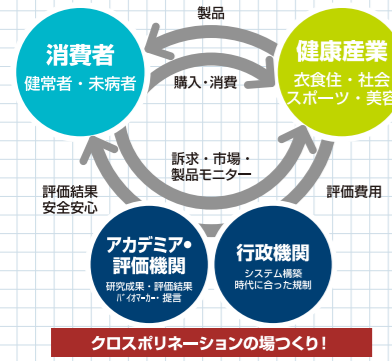 製品
消費者
健常者・未病者
健康産業
衣食住・社会
スポーツ・美容
購入・消費
訴求・市場・
製品モニター
評価結果
安全安心
評価費用
アカデミア•
評価機関
研究成果・評価結果
バイオマーカー・提言
行政機関
システム構築
時代に合った規制
クロスポリネーションの場つくり！